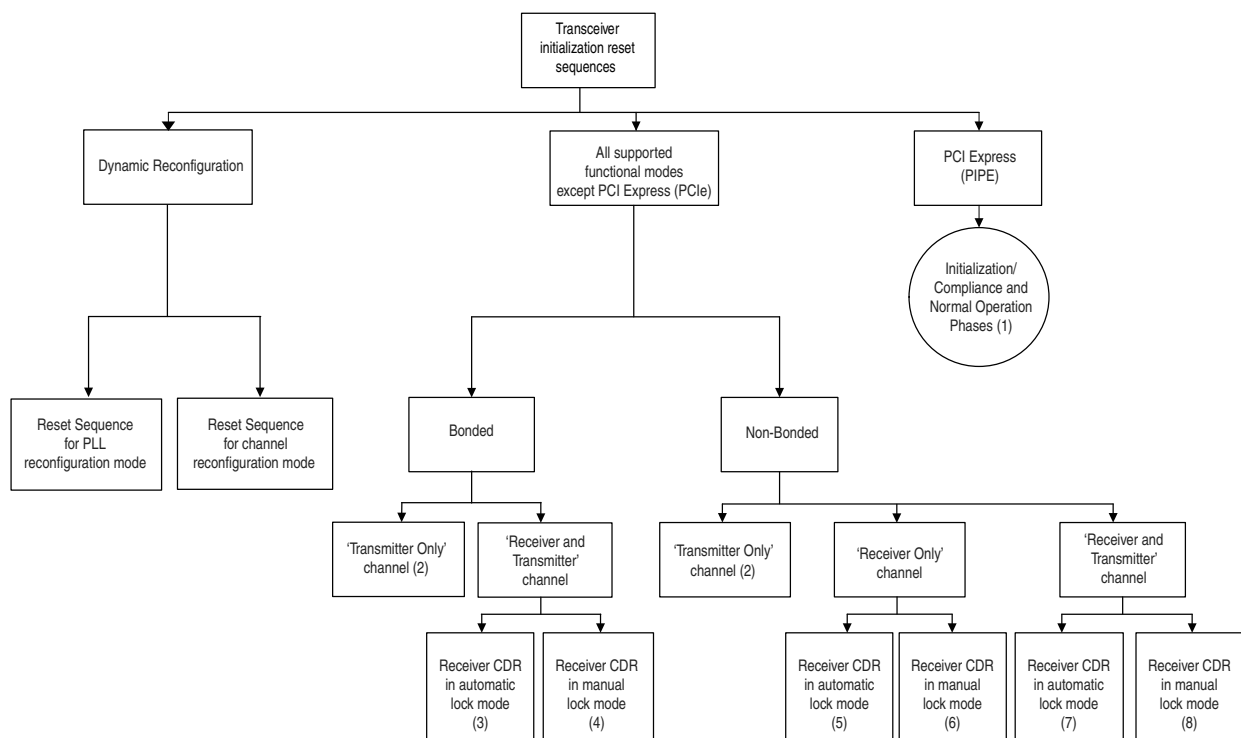 Transceiver
initialization reset
sequences
Dynamic Reconfiguration
All supported
functional modes
except PCI Express (PCIe)
PCI Express
(PIPE)
Initialization/
Compliance and
Normal Operation
Phases (1)
Reset Sequence
for PLL
reconfiguration mode
Reset Sequence
for channel
reconfiguration mode
Bonded
Non-Bonded
‘Transmitter Only’
channel (2)
‘Receiver and
Transmitter’
channel
‘Transmitter Only’
channel (2)
‘Receiver Only’
channel
‘Receiver and
Transmitter’
channel
Receiver CDR
in automatic
lock mode
(3)
Receiver CDR
in manual
lock mode
(4)
Receiver CDR
in automatic
lock mode
(5)
Receiver CDR
in manual
lock mode
(6)
Receiver CDR
in automatic
lock mode
(7)
Receiver CDR
in manual
lock mode
(8)